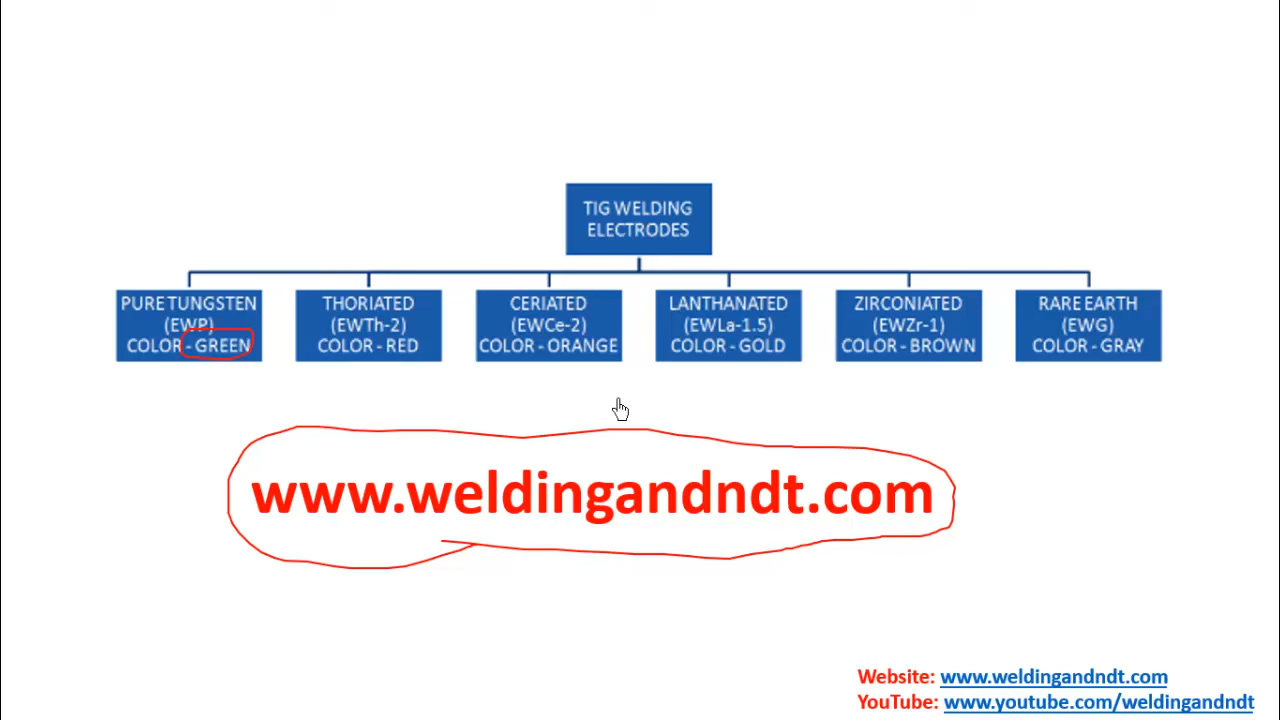 TIG WELDING
ELECTRODES
PURE TUNGSTEN
(EWP)
COLOR - GREEN
THORIATED
(EWTh-2)
COLOR - RED
CERIATED
(EWCe-2)
COLOR - ORANGE
LANTHANATED
(EWLa-1.5)
COLOR - GOLD
ZIRCONIATED
(EWZr-1)
COLOR - BROWN
RARE EARTH
(EWG)
COLOR - GRAY
www.weldingandndt.com
Website: www.weldingandndt.com
YouTube: www.youtube.com/weldingandndt